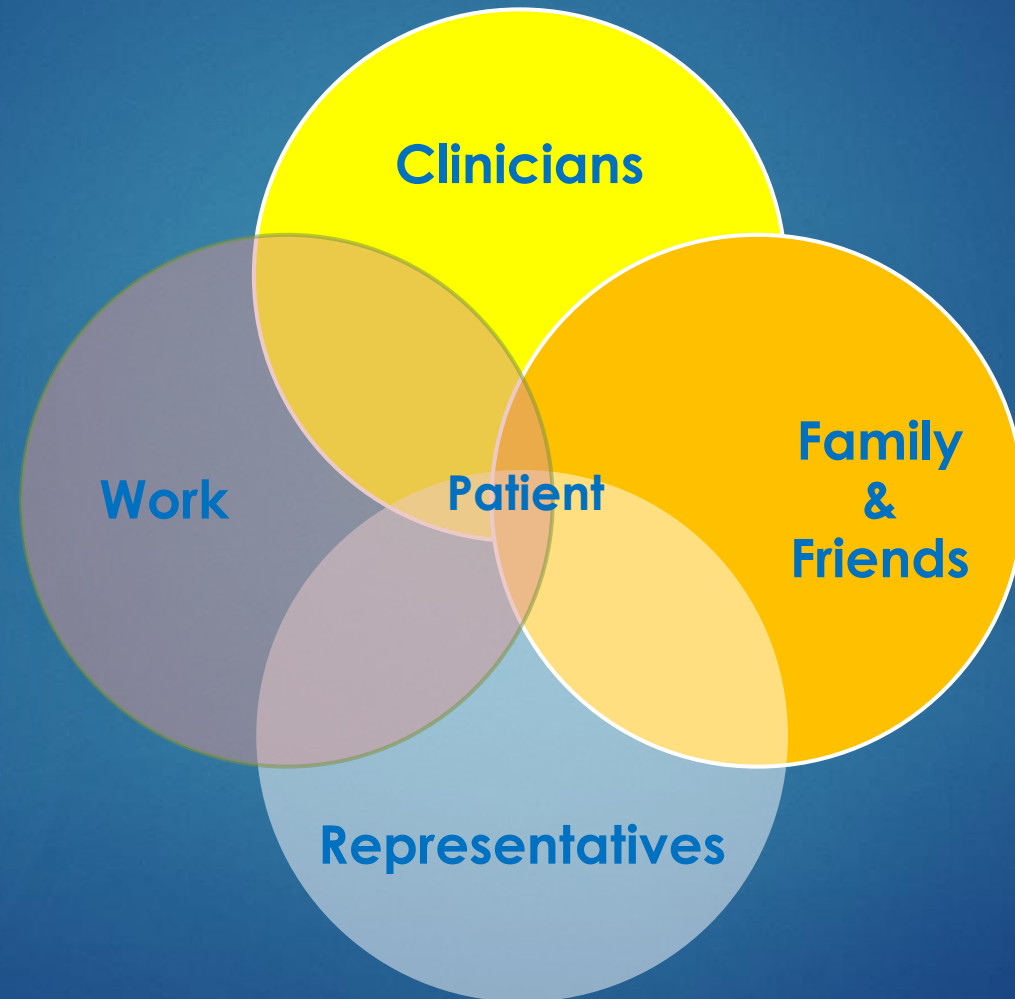 Clinicians
Work
Patient
Family
&
Friends
Representatives